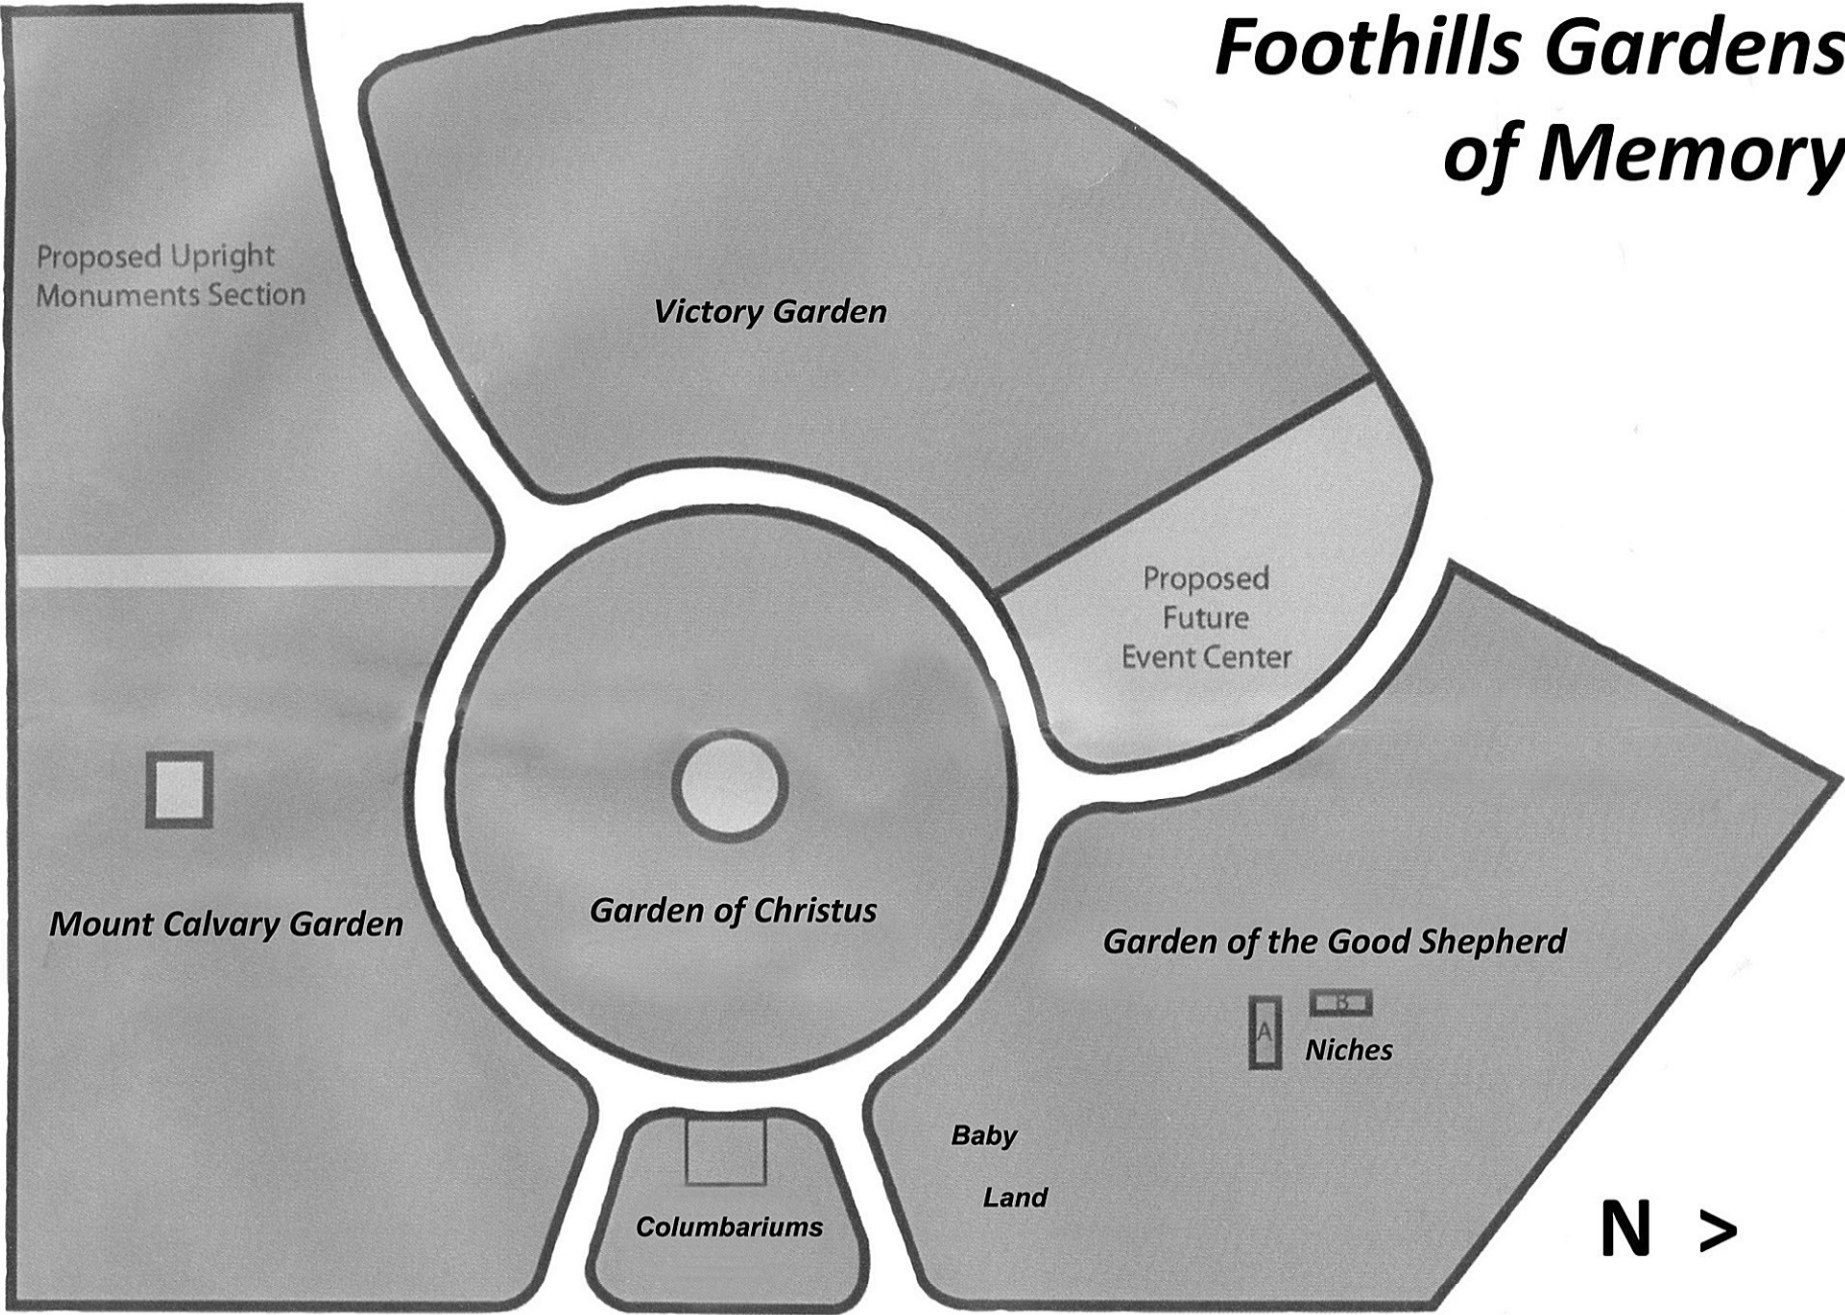 Foothills Gardens
of Memory
Proposed Upright
Monuments Section
Victory Garden
Proposed
Future
Event Center
Mount Calvary Garden
Garden of Christus
Garden of the Good Shepherd
A
B
Niches
Baby
Land
Columbariums
N >